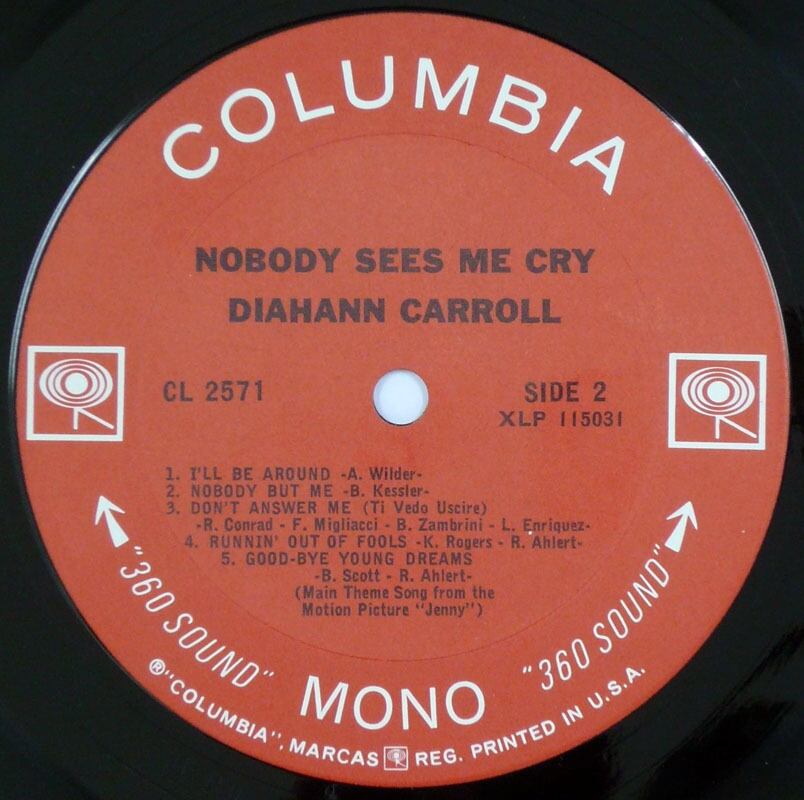 COLUMBIA
NOBODY SEES ME CRY
DIAHANN CARROLL
CL 2571
SIDE 2
XLP 115031
1. I'LL BE AROUND -A. Wilder-
2. NOBODY BUT ME -B. Kessler-
3. DON'T ANSWER ME (Ti Vedo Uscire)
-R. Conrad - F. Migliacci - B. Zambrini - L. Enriquez-
4. RUNNIN' OUT OF FOOLS -K. Rogers - R. Ahlert-
5. GOOD-BYE YOUNG DREAMS
-B. Scott - R. Ahlert-
(Main Theme Song from the
Motion Picture "Jenny")
"360 SOUND"
MONO
"360 SOUND"
®"COLUMBIA", MARCAS REG. PRINTED IN U.S.A.